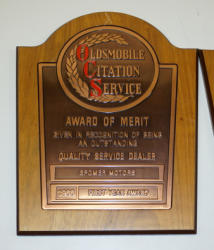 OLDSMOBILE
CITATION
SERVICE
AWARD OF MERIT
GIVEN IN RECOGNITION OF BEING
AN OUTSTANDING
QUALITY SERVICE DEALER
SPOMER MOTORS
FIRST YEAR AWARD